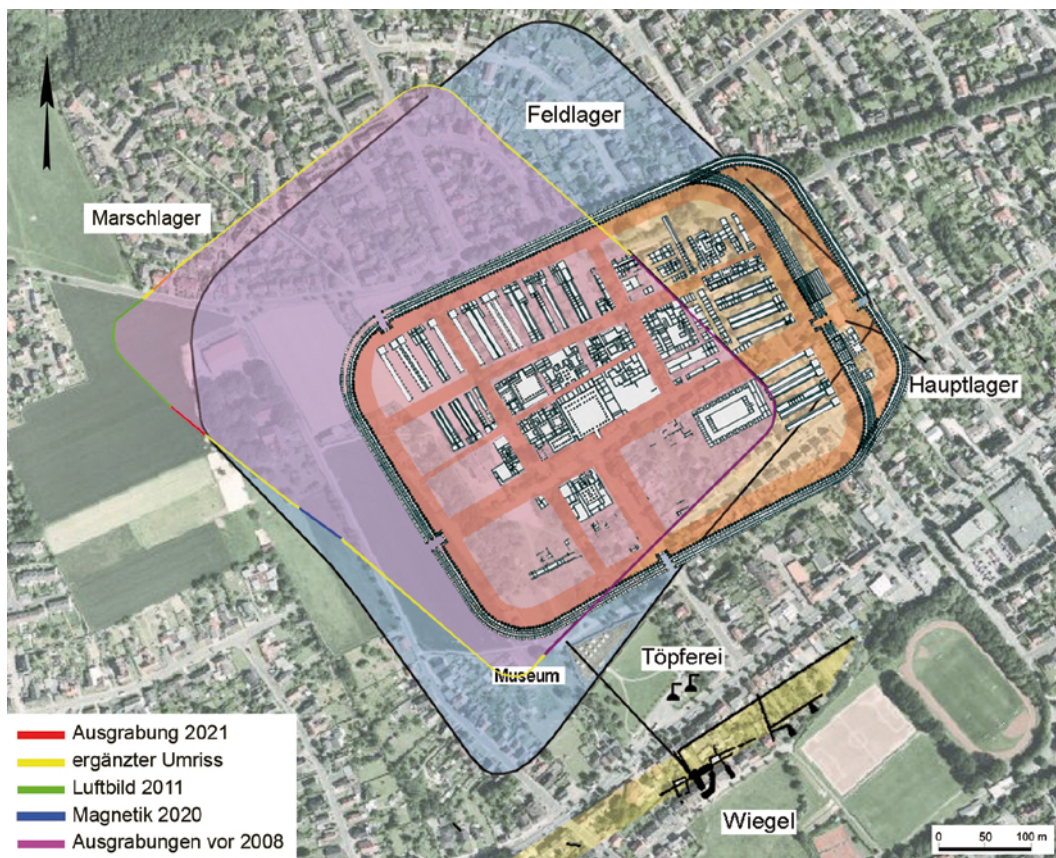 Feldlager
Marschlager
Hauptlager
Museum
Töpferei
Wiegel
Ausgrabung 2021
ergänzter Umriss
Luftbild 2011
Magnetik 2020
Ausgrabungen vor 2008
0 50 100 m